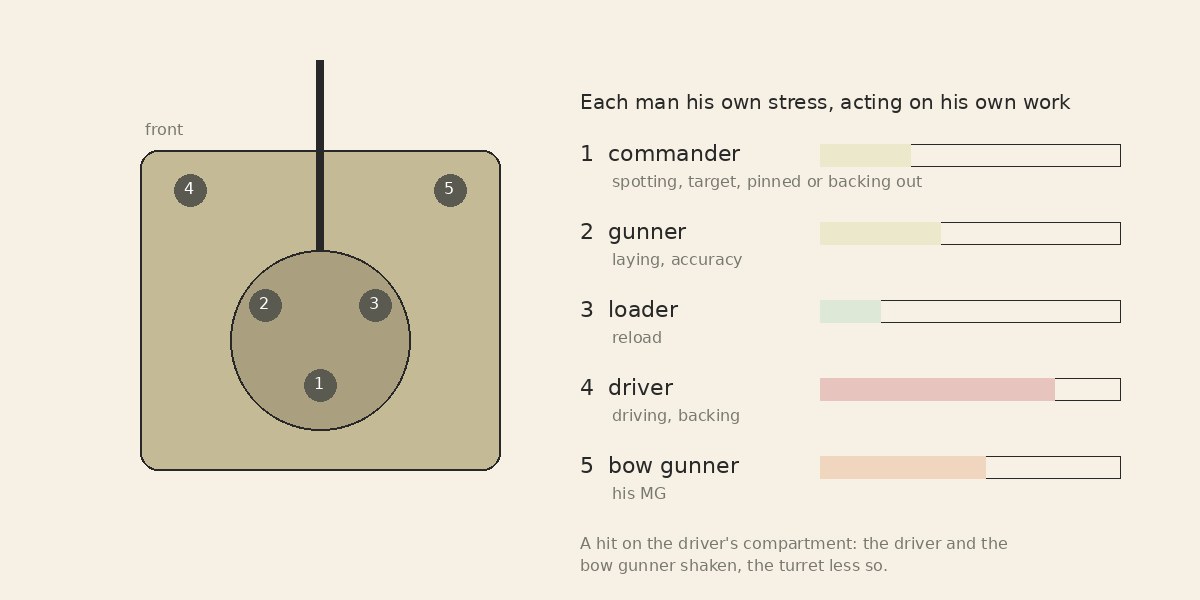 front
4
5
2
3
1
Each man his own stress, acting on his own work
1 commander
spotting, target, pinned or backing out
2 gunner
laying, accuracy
3 loader
reload
4 driver
driving, backing
5 bow gunner
his MG
A hit on the driver's compartment: the driver and the
bow gunner shaken, the turret less so.